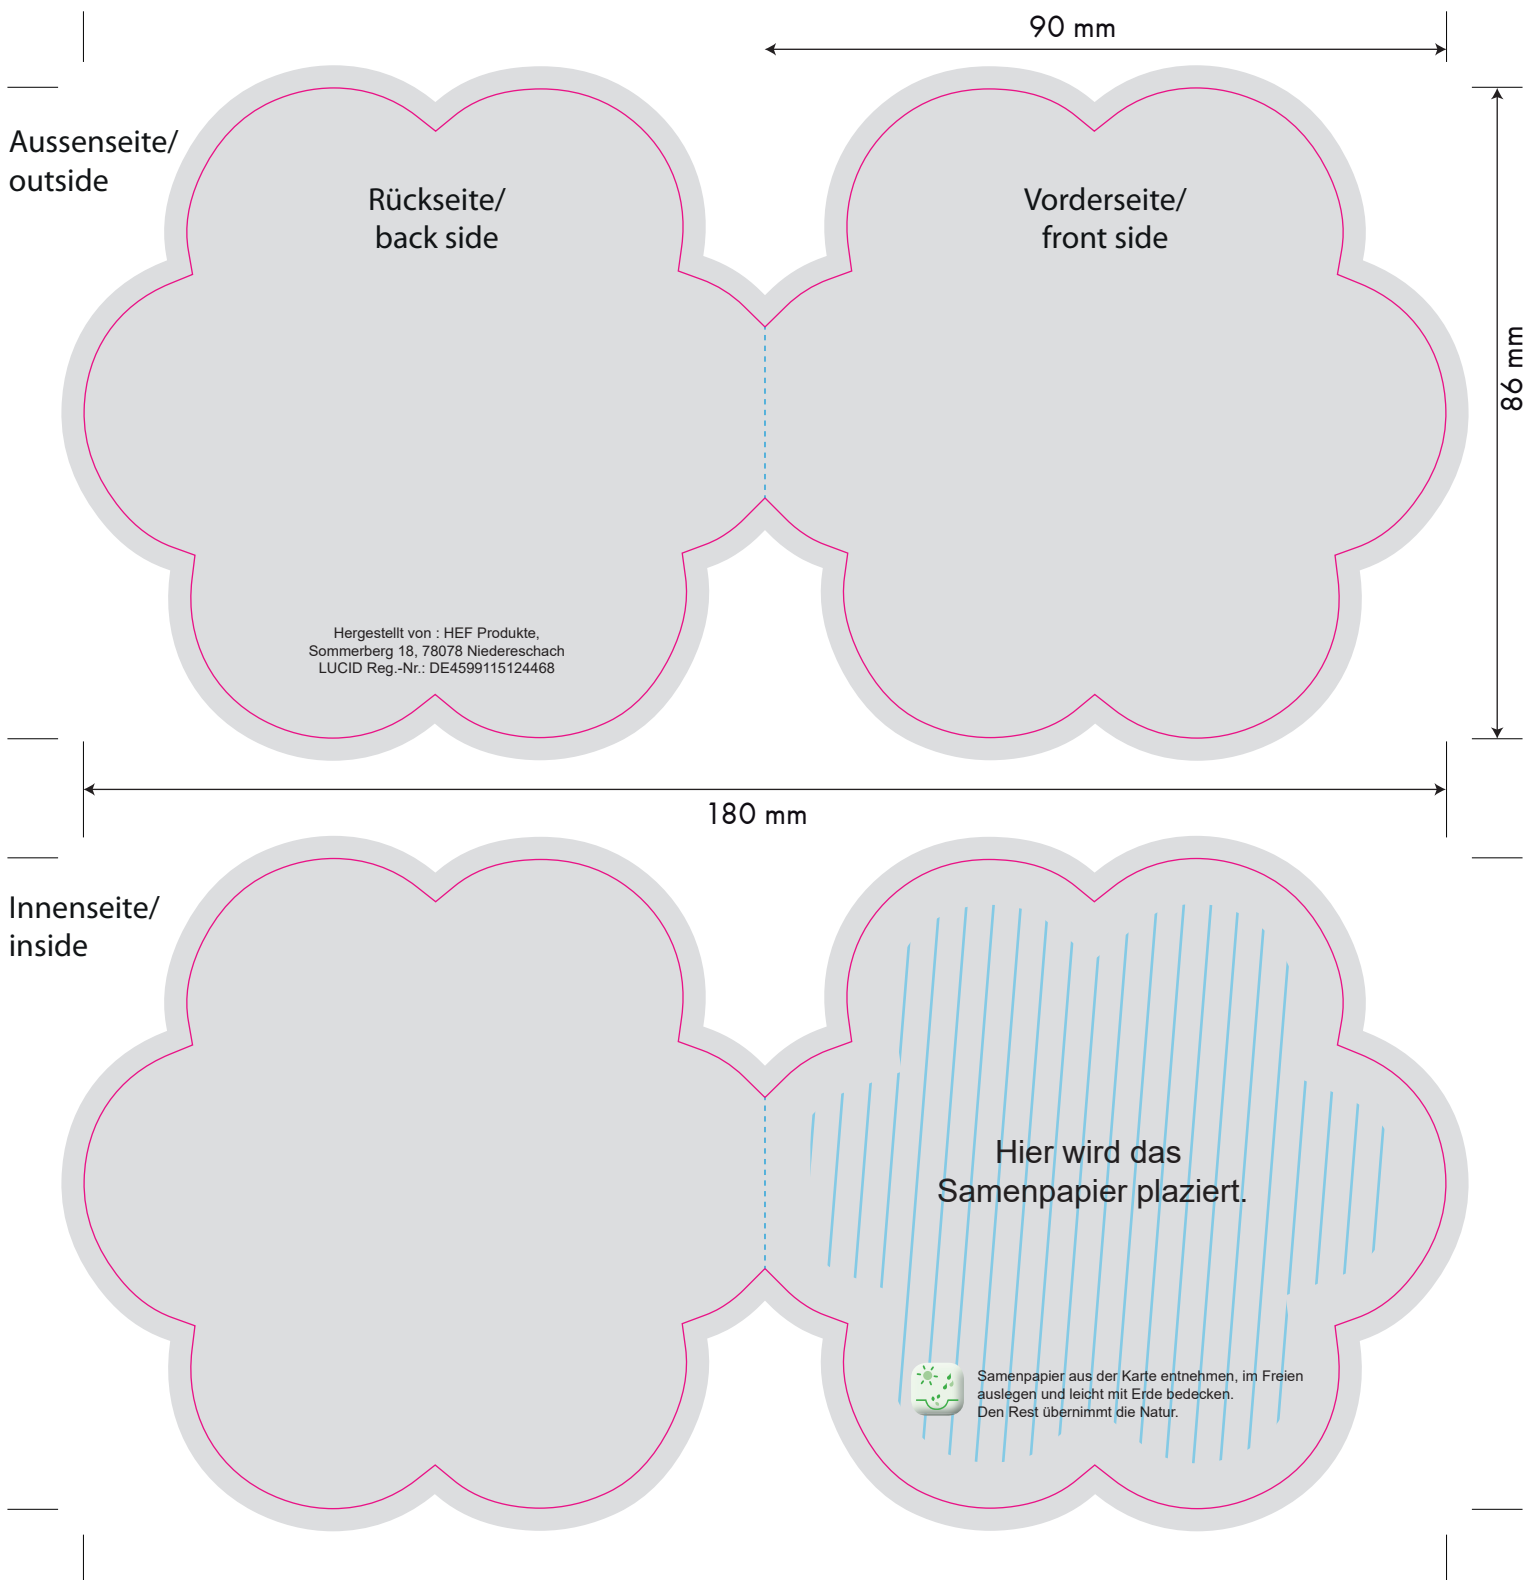 90 mm
Aussenseite/
outside
Rückseite/
back side
Vorderseite/
front side
86 mm
Hergestellt von : HEF Produkte,
Sommerberg 18, 78078 Niedereschach
LUCID Reg.-Nr.: DE4599115124468
180 mm
Innenseite/
inside
Hier wird das
Samenpapier plaziert.
Samenpapier aus der Karte entnehmen, im Freien
auslegen und leicht mit Erde bedecken.
Den Rest übernimmt die Natur.